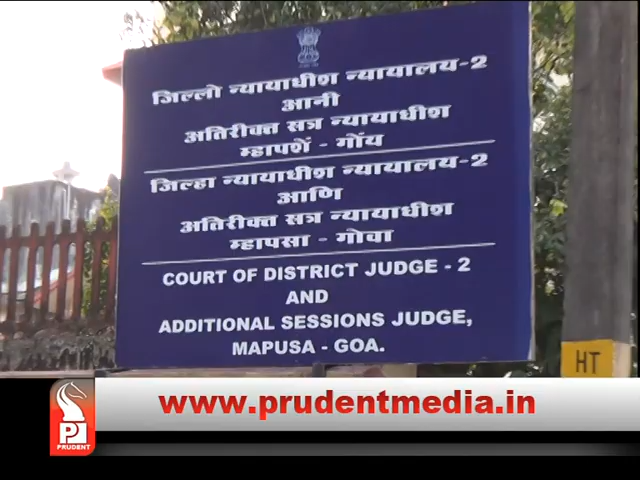 जिल्लो न्यायाधीश न्यायालय-2
आनी
अतिरीक्त सत्र न्यायाधीश
म्हापशें - गोंय
जिल्हा न्यायाधीश न्यायालय-2
आणि
अतिरीक्त सत्र न्यायाधीश
म्हापसा - गोवा
COURT OF DISTRICT JUDGE - 2
AND
ADDITIONAL SESSIONS JUDGE,
MAPUSA - GOA.
HT
www.prudentmedia.in
PRUDENT